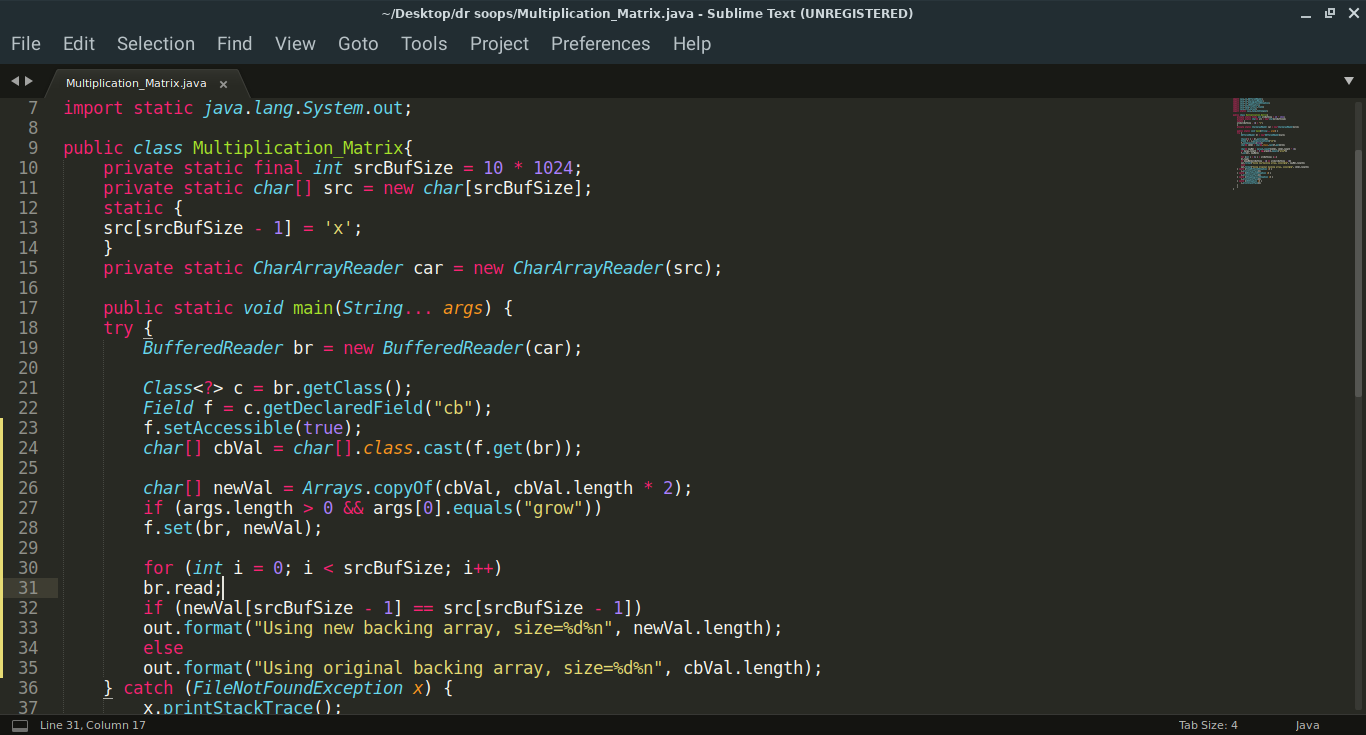 ~/Desktop/dr soops/Multiplication_Matrix.java - Sublime Text (UNREGISTERED)
File Edit Selection Find View Goto Tools Project Preferences Help
Multiplication_Matrix.java ×
7 import static java.lang.System.out;
8
9 public class Multiplication_Matrix{
10 private static final int srcBufSize = 10 * 1024;
11 private static char[] src = new char[srcBufSize];
12 static {
13 src[srcBufSize - 1] = 'x';
14 }
15 private static CharArrayReader car = new CharArrayReader(src);
16
17 public static void main(String... args) {
18 try {
19 BufferedReader br = new BufferedReader(car);
20
21 Class<?> c = br.getClass();
22 Field f = c.getDeclaredField("cb");
23 f.setAccessible(true);
24 char[] cbVal = char[].class.cast(f.get(br));
25
26 char[] newVal = Arrays.copyOf(cbVal, cbVal.length * 2);
27 if (args.length > 0 && args[0].equals("grow"))
28 f.set(br, newVal);
29
30 for (int i = 0; i < srcBufSize; i++)
31 br.read;
32 if (newVal[srcBufSize - 1] == src[srcBufSize - 1])
33 out.format("Using new backing array, size=%d%n", newVal.length);
34 else
35 out.format("Using original backing array, size=%d%n", cbVal.length);
36 } catch (FileNotFoundException x) {
37 x.printStackTrace();
Line 31, Column 17 Tab Size: 4 Java